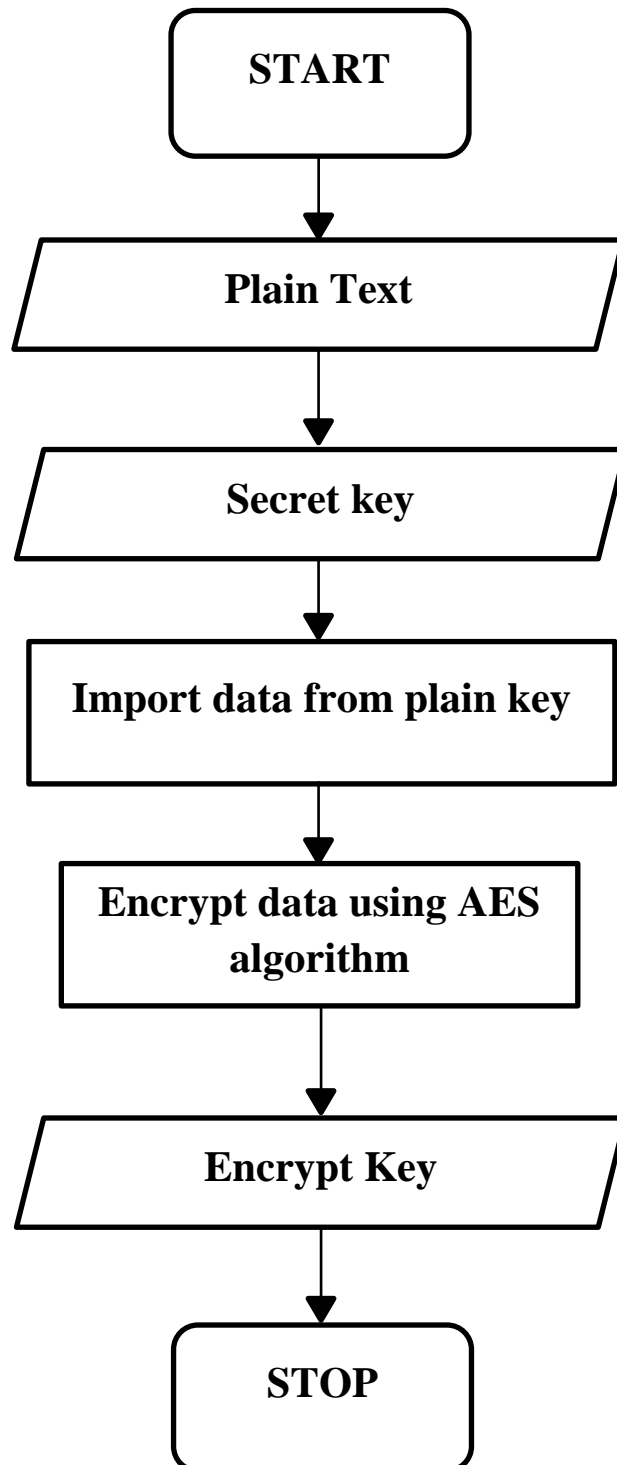 START
Plain Text
Secret key
Import data from plain key
Encrypt data using AES
algorithm
Encrypt Key
STOP